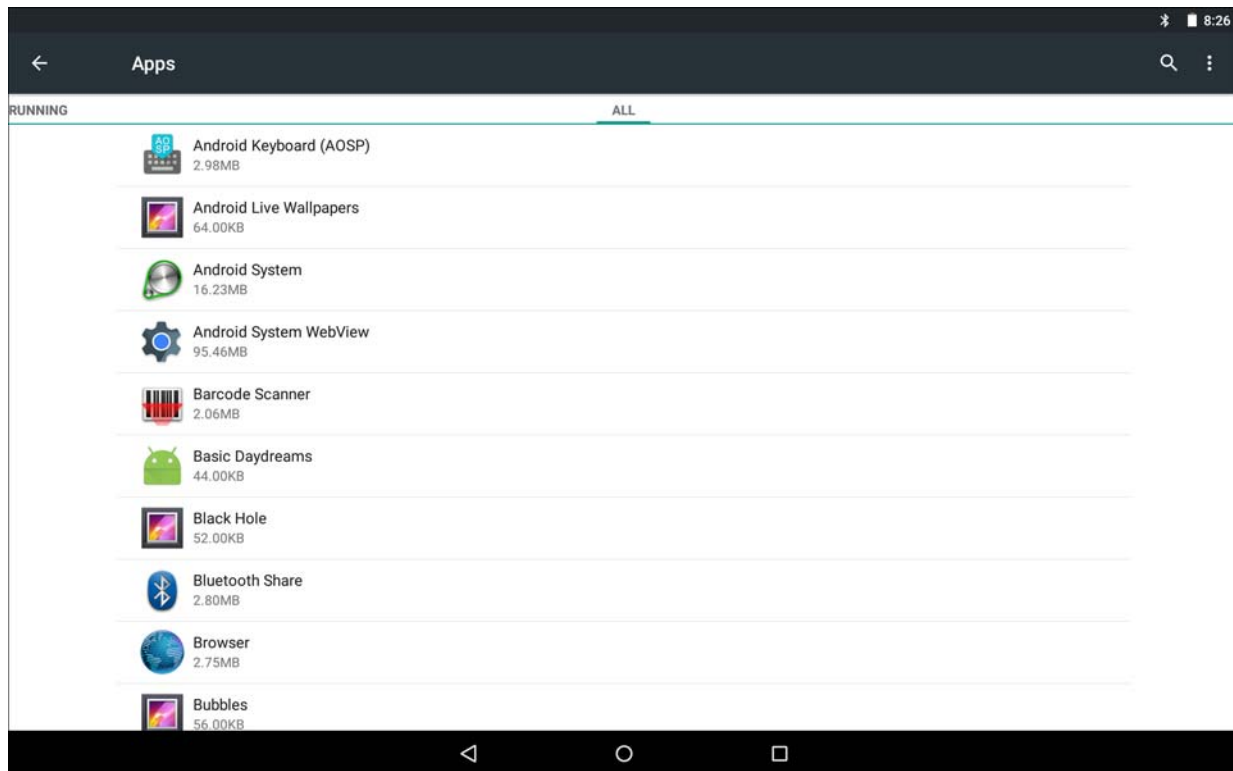 8:26
Apps
RUNNING ALL
AO
SP
Android Keyboard (AOSP)
2.98MB
Android Live Wallpapers
64.00KB
Android System
16.23MB
Android System WebView
95.46MB
Barcode Scanner
2.06MB
Basic Daydreams
44.00KB
Black Hole
52.00KB
Bluetooth Share
2.80MB
Browser
2.75MB
Bubbles
56.00KB